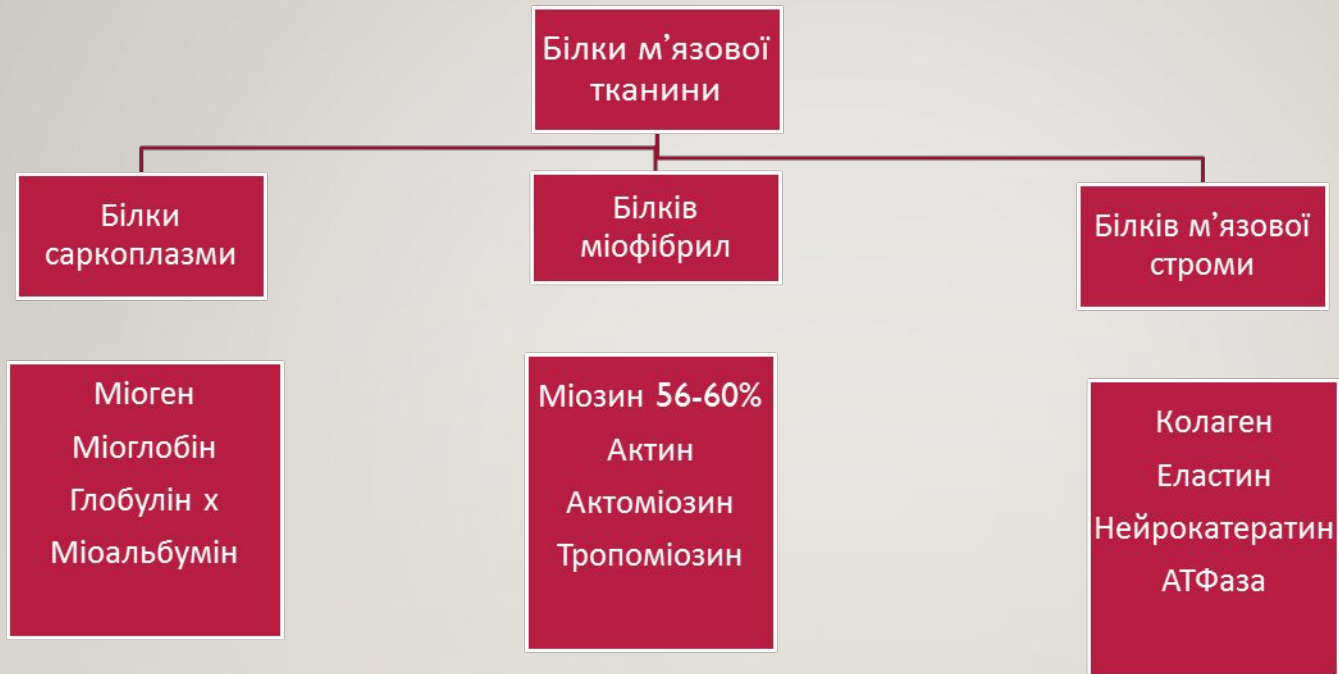 Білки м’язової
тканини
Білки
саркоплазми
Білків
міофібрил
Білків м’язової
строми
Міоген
Міоглобін
Глобулін х
Міоальбумін
Міозин 56-60%
Актин
Актоміозин
Тропоміозин
Колаген
Еластин
Нейрокатератин
АТФаза